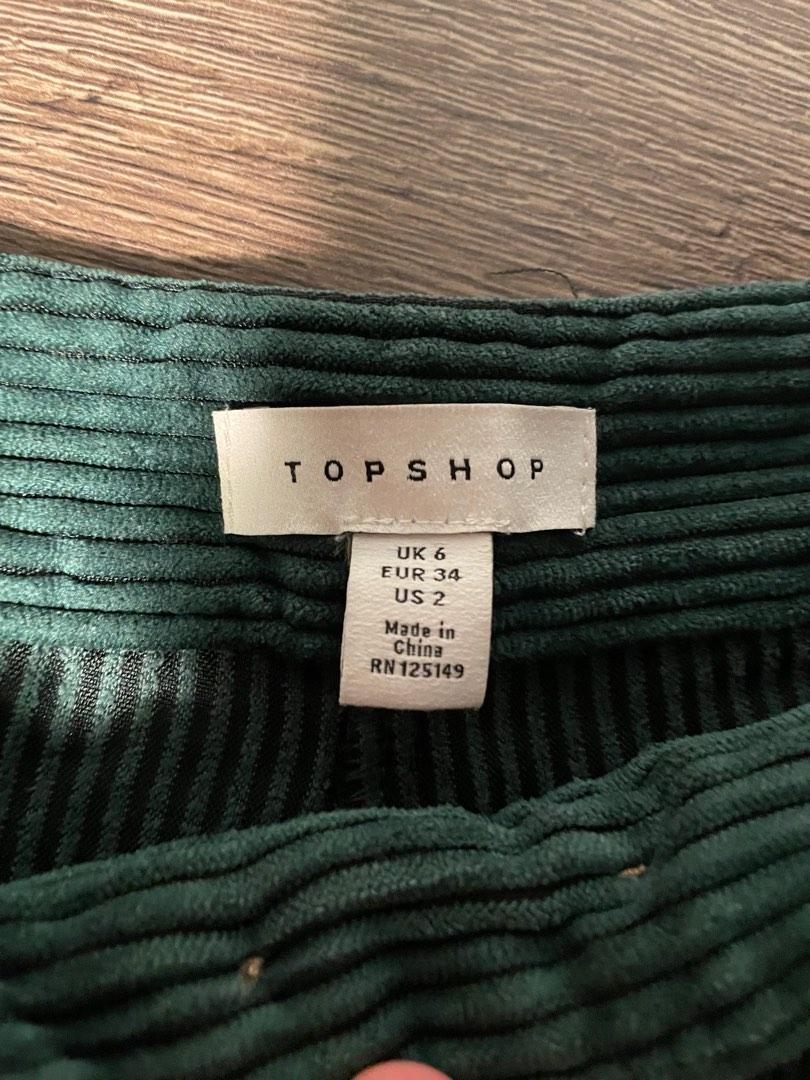 TOPSHOP
UK 6
EUR 34
US 2
Made in
China
RN 125149